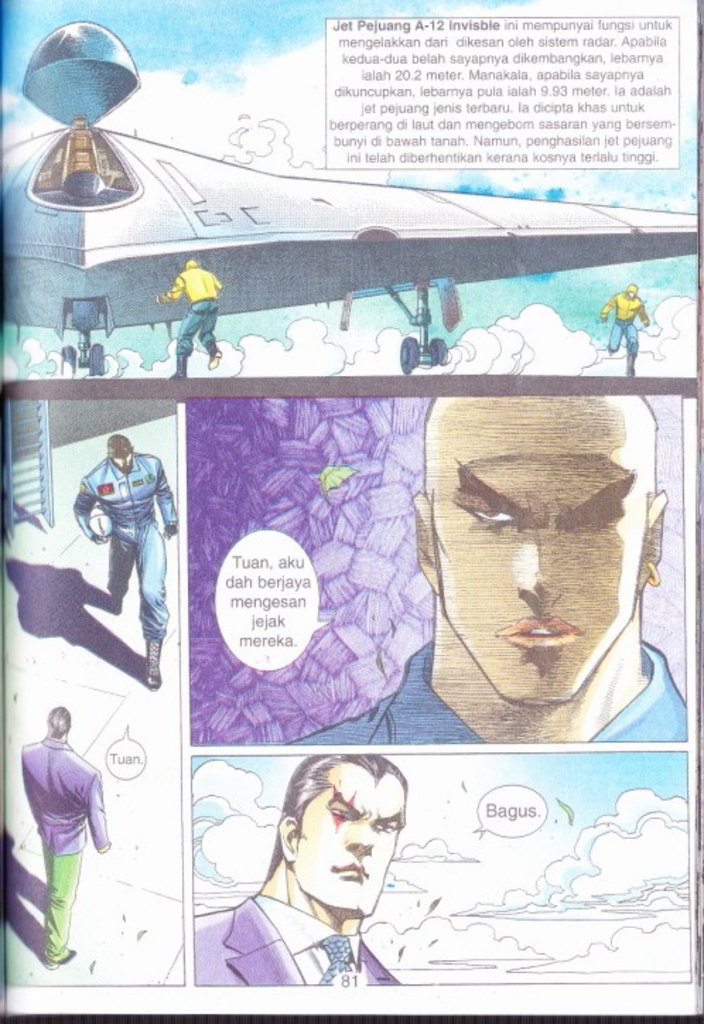 Jet Pejuang A-12 Invisble ini mempunyai fungsi untuk
mengelakkan dari dikesan oleh sistem radar. Apabila
kedua-dua belah sayapnya dikembangkan, lebarnya
ialah 20.2 meter. Manakala, apabila sayapnya
dikuncupkan, lebarnya pula ialah 9.93 meter. Ia adalah
jet pejuang jenis terbaru. Ia dicipta khas untuk
berperang di laut dan mengebom sasaran yang bersem-
bunyi di bawah tanah. Namun, penghasilan jet pejuang
ini telah diberhentikan kerana kosnya terlalu tinggi.
Tuan.
Tuan, aku
dah berjaya
mengesan
jejak
mereka.
Bagus.
81